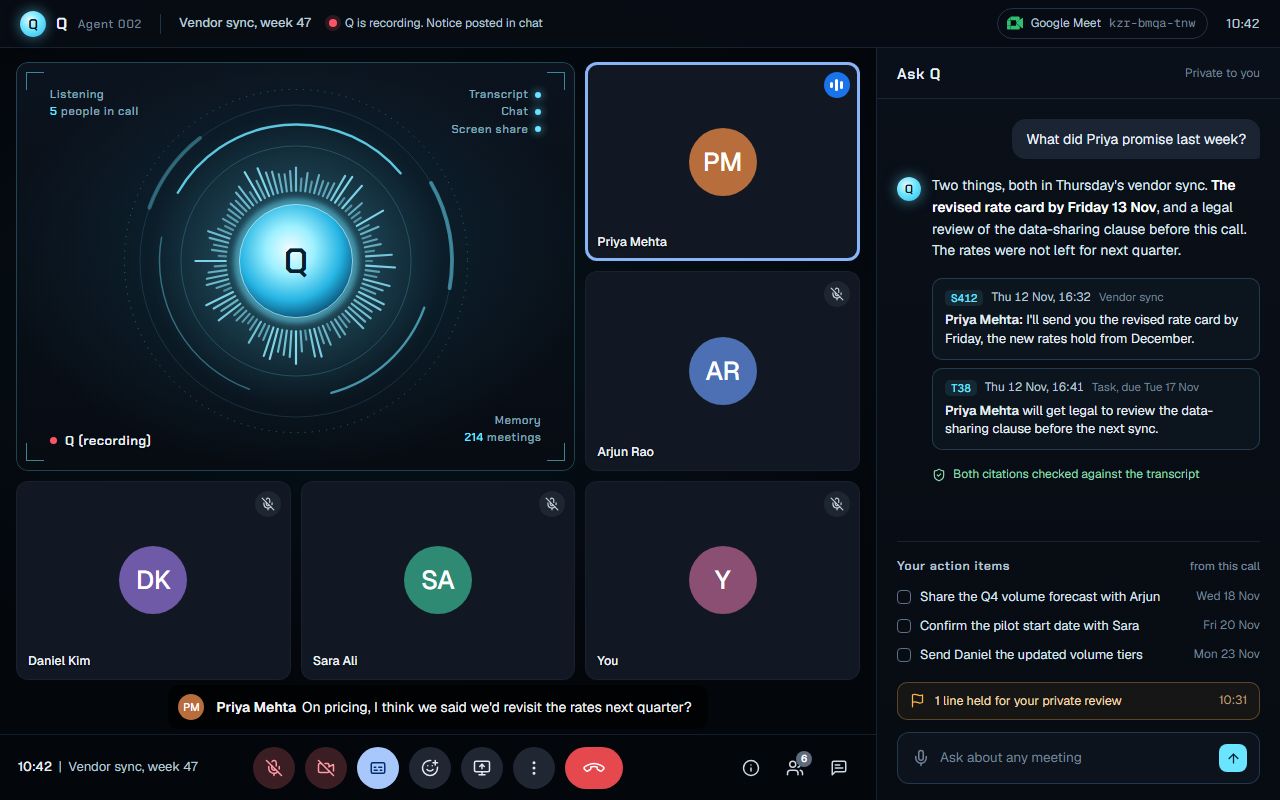 Q Q Agent 002 Vendor sync, week 47 Q is recording. Notice posted in chat Google Meet kzr-bmqa-tnw 10:42
Listening
5 people in call
Transcript
Chat
Screen share
Q
Q (recording)
Memory
214 meetings
PM
Priya Mehta
AR
Arjun Rao
DK
Daniel Kim
SA
Sara Ali
Y
You
PM Priya Mehta On pricing, I think we said we'd revisit the rates next quarter?
10:42 | Vendor sync, week 47
6
Ask Q Private to you
What did Priya promise last week?
Q
Two things, both in Thursday's vendor sync. The
revised rate card by Friday 13 Nov, and a legal
review of the data-sharing clause before this call.
The rates were not left for next quarter.
S412 Thu 12 Nov, 16:32 Vendor sync
Priya Mehta: I'll send you the revised rate card by
Friday, the new rates hold from December.
T38 Thu 12 Nov, 16:41 Task, due Tue 17 Nov
Priya Mehta will get legal to review the data-
sharing clause before the next sync.
Both citations checked against the transcript
Your action items from this call
Share the Q4 volume forecast with Arjun Wed 18 Nov
Confirm the pilot start date with Sara Fri 20 Nov
Send Daniel the updated volume tiers Mon 23 Nov
1 line held for your private review 10:31
Ask about any meeting